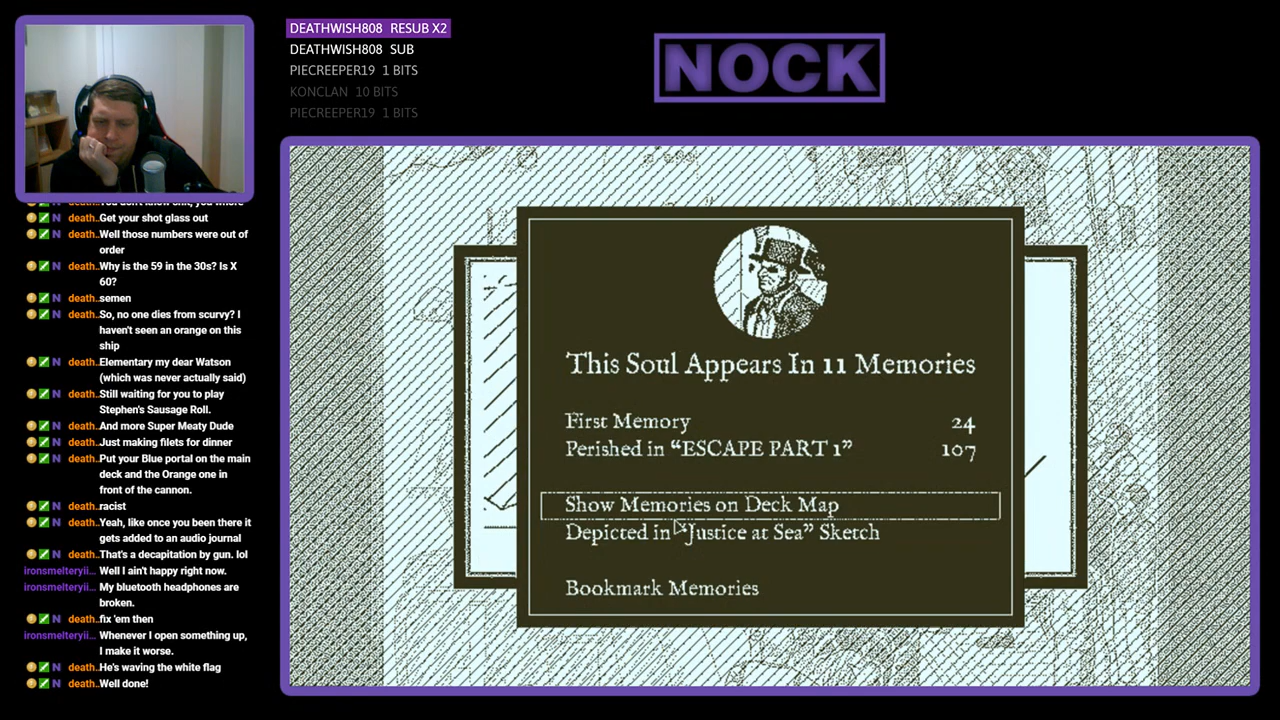 DEATHWISH808 RESUB X2
DEATHWISH808 SUB
PIECREEPER19 1 BITS
KONCLAN 10 BITS
PIECREEPER19 1 BITS
NOCK
death..Get your shot glass out
death..Well those numbers were out of
order
death..Why is the 59 in the 30s? Is X
60?
death..semen
death..So, no one dies from scurvy? I
haven't seen an orange on this
ship
death..Elementary my dear Watson
(which was never actually said)
death..Still waiting for you to play
Stephen's Sausage Roll.
death..And more Super Meaty Dude
death..Just making filets for dinner
death..Put your Blue portal on the main
deck and the Orange one in
front of the cannon.
death..racist
death..Yeah, like once you been there it
gets added to an audio journal
death..That's a decapitation by gun. lol
ironsmelteryii... Well I ain't happy right now.
ironsmelteryii... My bluetooth headphones are
broken.
death..fix 'em then
ironsmelteryii... Whenever I open something up,
I make it worse.
death..He's waving the white flag
death..Well done!
This Soul Appears In 11 Memories
First Memory 24
Perished in “ESCAPE PART 1” 107
Show Memories on Deck Map
Depicted in “Justice at Sea” Sketch
Bookmark Memories